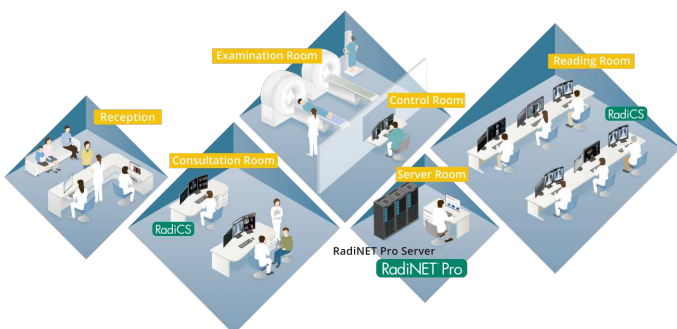 Reception
Consultation Room
RadiCS
Examination Room
Control Room
Server Room
RadiNET Pro Server
RadiNET Pro
Reading Room
RadiCS